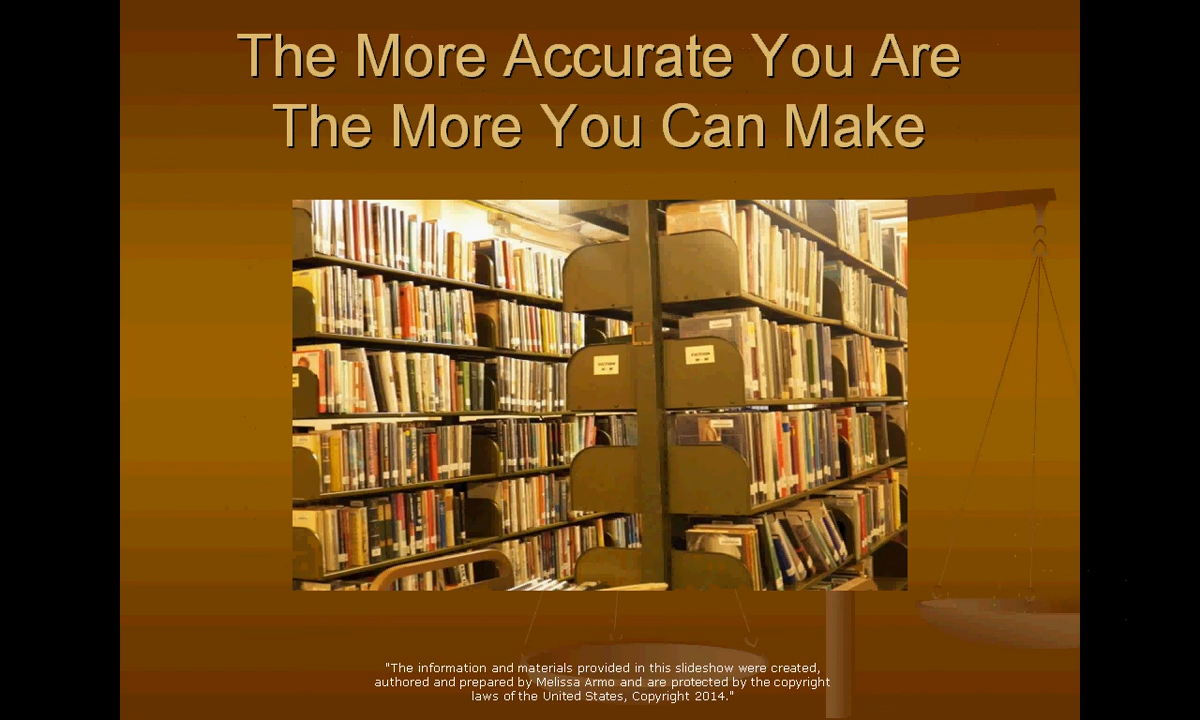 The More Accurate You Are
The More You Can Make
FICTION
FICTION
"The information and materials provided in this slideshow were created,
authored and prepared by Melissa Armo and are protected by the copyright
laws of the United States, Copyright 2014."